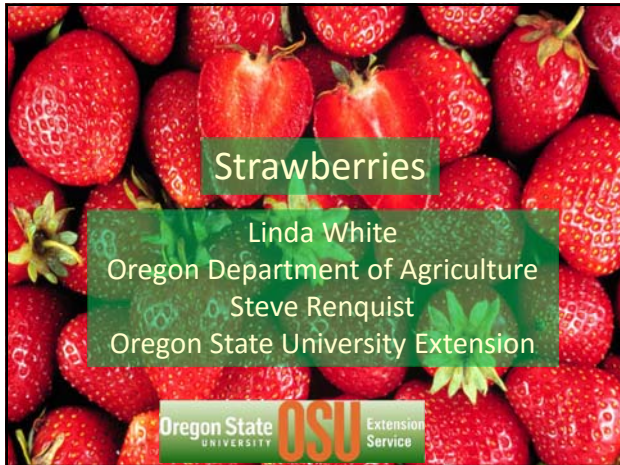 Strawberries
Linda White
Oregon Department of Agriculture
Steve Renquist
Oregon State University Extension
Oregon State OSU Extension
UNIVERSITY Service